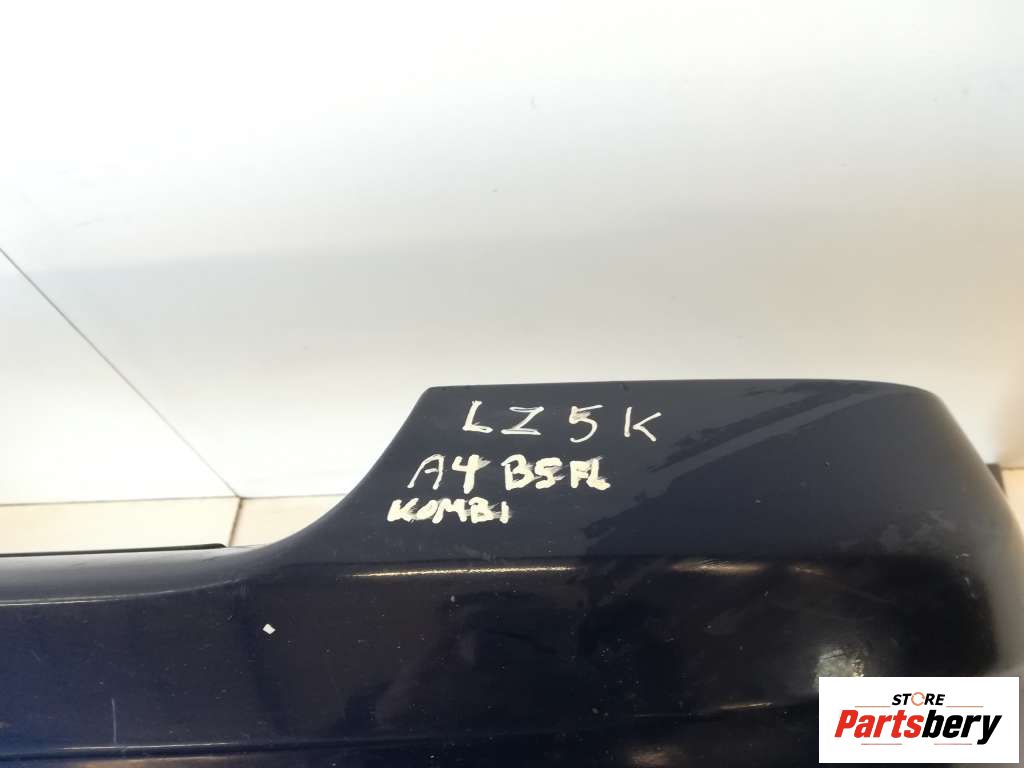 LZ5K
A4 B5FL
KOMBI
STORE
Partsbery